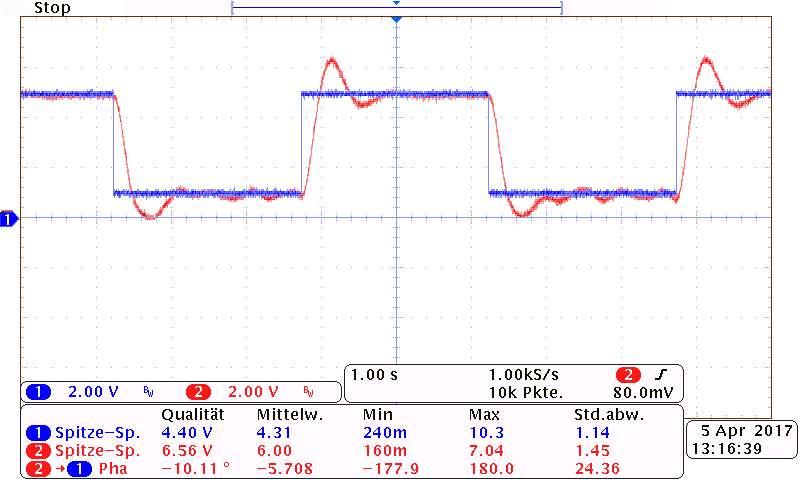 Tek Stop
1
1 2.00 V BW 2 2.00 V BW
1.00 s 1.00kS/s 2
10k Pkte. 80.0mV
Qualität Mittelw. Min Max Std.abw.
1 Spitze-Sp. 4.40 V 4.31 240m 10.3 1.14
2 Spitze-Sp. 6.56 V 6.00 160m 7.04 1.45
2 → 1 Pha -10.11 ° -5.708 -177.9 180.0 24.36
5 Apr 2017
13:16:39